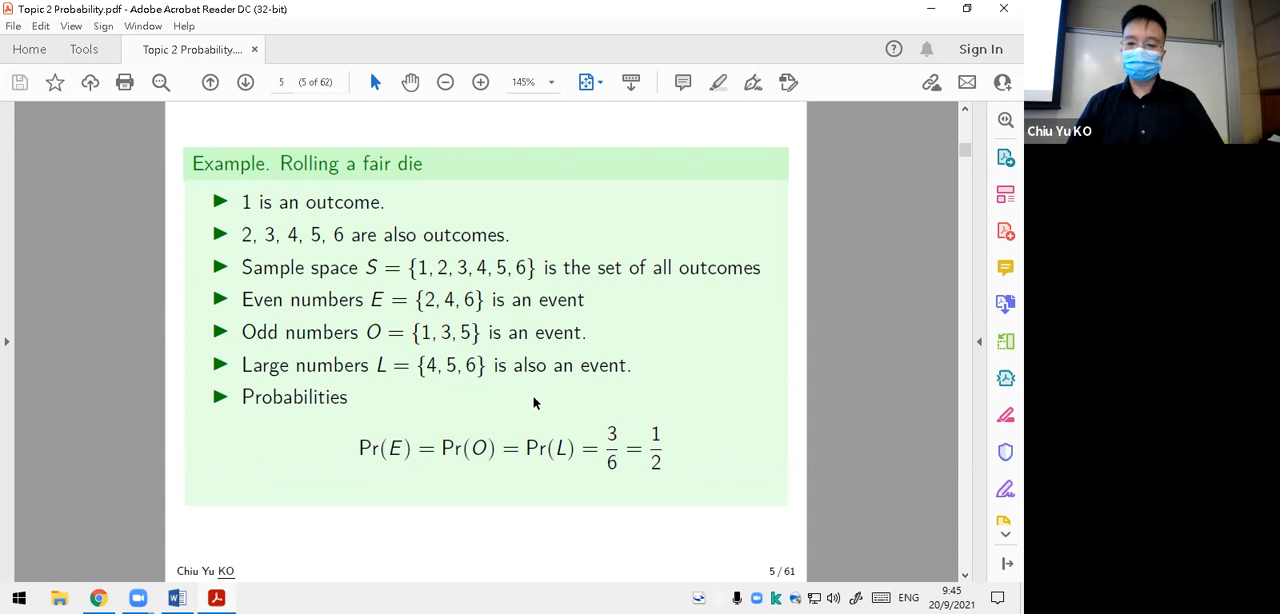 Topic 2 Probability.pdf - Adobe Acrobat Reader DC (32-bit)
File Edit View Sign Window Help
Home Tools Topic 2 Probability.... × Sign In
5 (5 of 62) 145%
Chiu Yu KO
Example. Rolling a fair die
▶ 1 is an outcome.
▶ 2, 3, 4, 5, 6 are also outcomes.
▶ Sample space S = {1, 2, 3, 4, 5, 6} is the set of all outcomes
▶ Even numbers E = {2, 4, 6} is an event
▶ Odd numbers O = {1, 3, 5} is an event.
▶ Large numbers L = {4, 5, 6} is also an event.
▶ Probabilities
Pr(E) = Pr(O) = Pr(L) = 3/6 = 1/2
Chiu Yu KO 5 / 61
ENG 9:45
20/9/2021